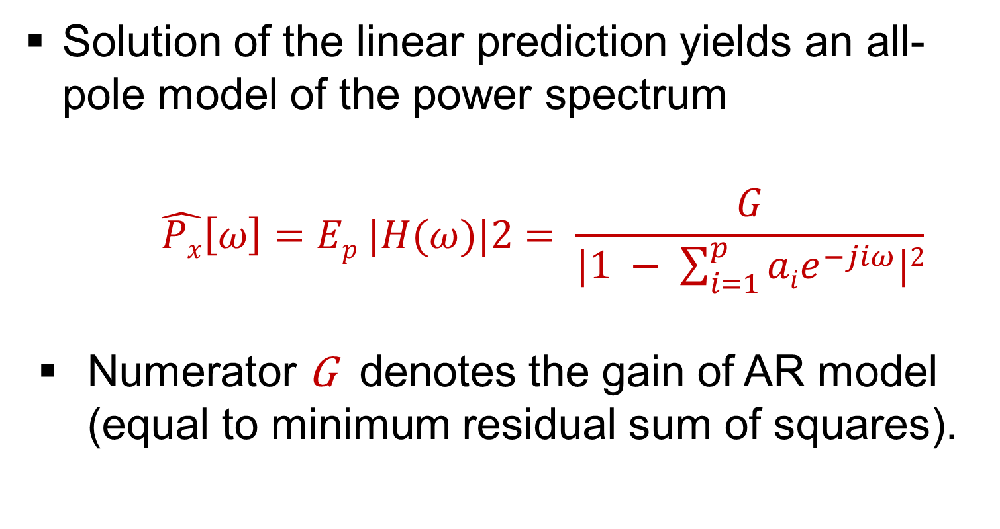 ▪ Solution of the linear prediction yields an all-
pole model of the power spectrum
$\widehat{P_x}[\omega] = E_p \, |H(\omega)|2 = \frac{G}{|1 - \sum_{i=1}^{p} a_i e^{-ji\omega}|^2}$
▪ Numerator G denotes the gain of AR model
(equal to minimum residual sum of squares).